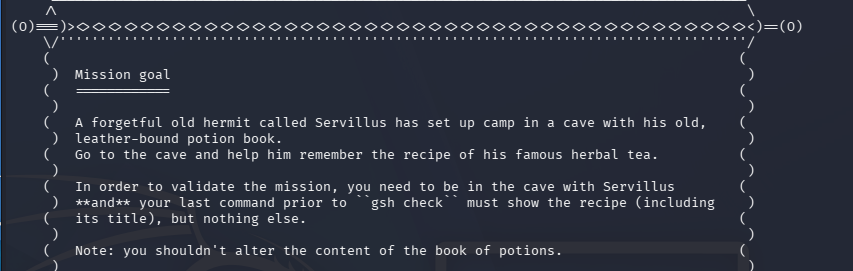 Mission goal
============
A forgetful old hermit called Servillus has set up camp in a cave with his old,
leather-bound potion book.
Go to the cave and help him remember the recipe of his famous herbal tea.
In order to validate the mission, you need to be in the cave with Servillus
**and** your last command prior to ``gsh check`` must show the recipe (including
its title), but nothing else.
Note: you shouldn't alter the content of the book of potions.